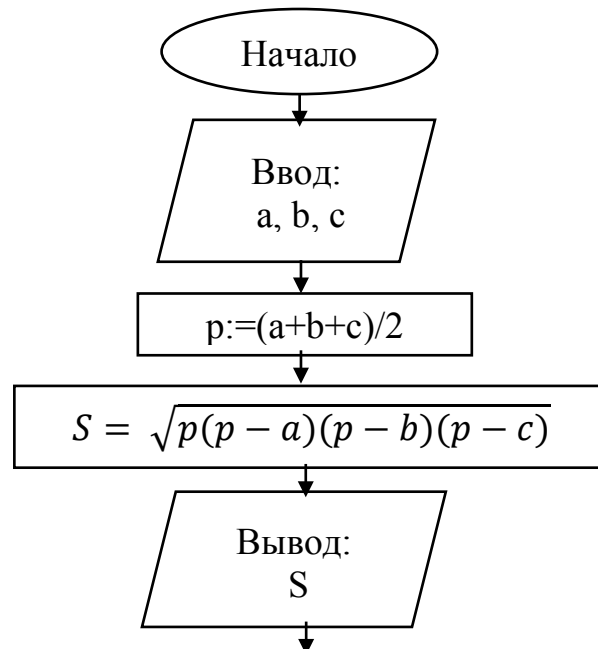 Начало
Ввод:
a, b, c
p:=(a+b+c)/2
S = √p(p − a)(p − b)(p − c)
Вывод:
S